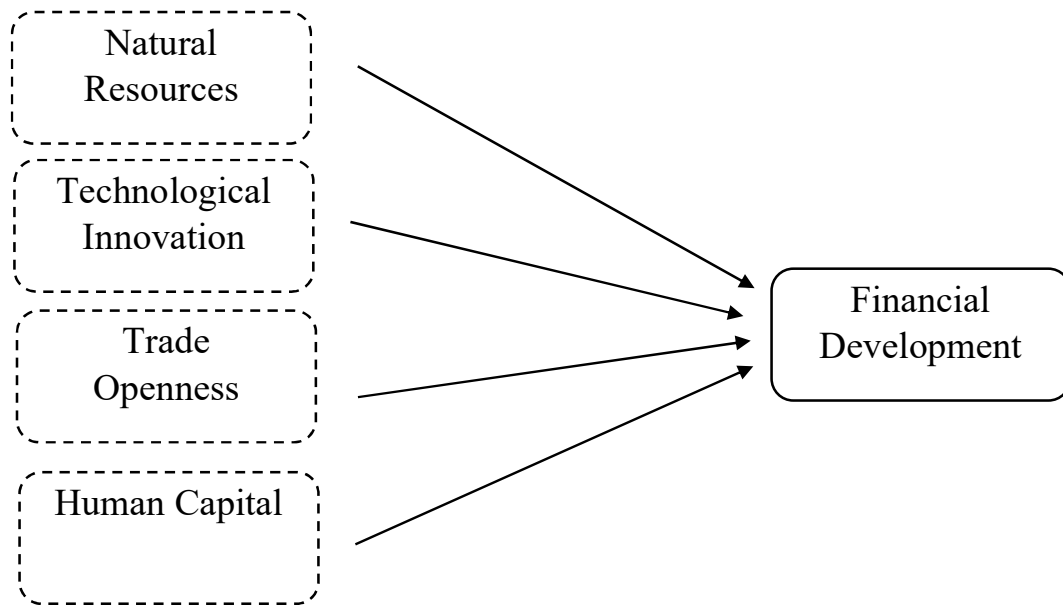 Natural
Resources
Technological
Innovation
Trade
Openness
Human Capital
Financial
Development